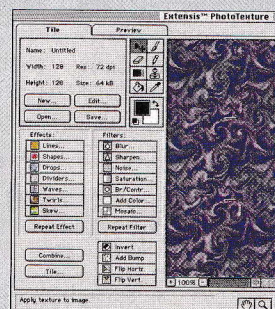 Extensis™ PhotoTexture
Tile Preview
Name: Untitled
Width: 128 Res: 72 dpi
Height: 128 Size: 64 kB
New... Edit...
Open... Save...
Effects: Filters:
Lines... Blur...
Shapes... Sharpen...
Drops... Noise...
Dividers... Saturation...
Waves... Br/Contr...
Twirls... Add Color...
Skew... Mosaic...
Repeat Effect Repeat Filter
Combine... Invert
Tile Add Bump
Flip Horiz
Flip Vert
100%
Apply texture to image